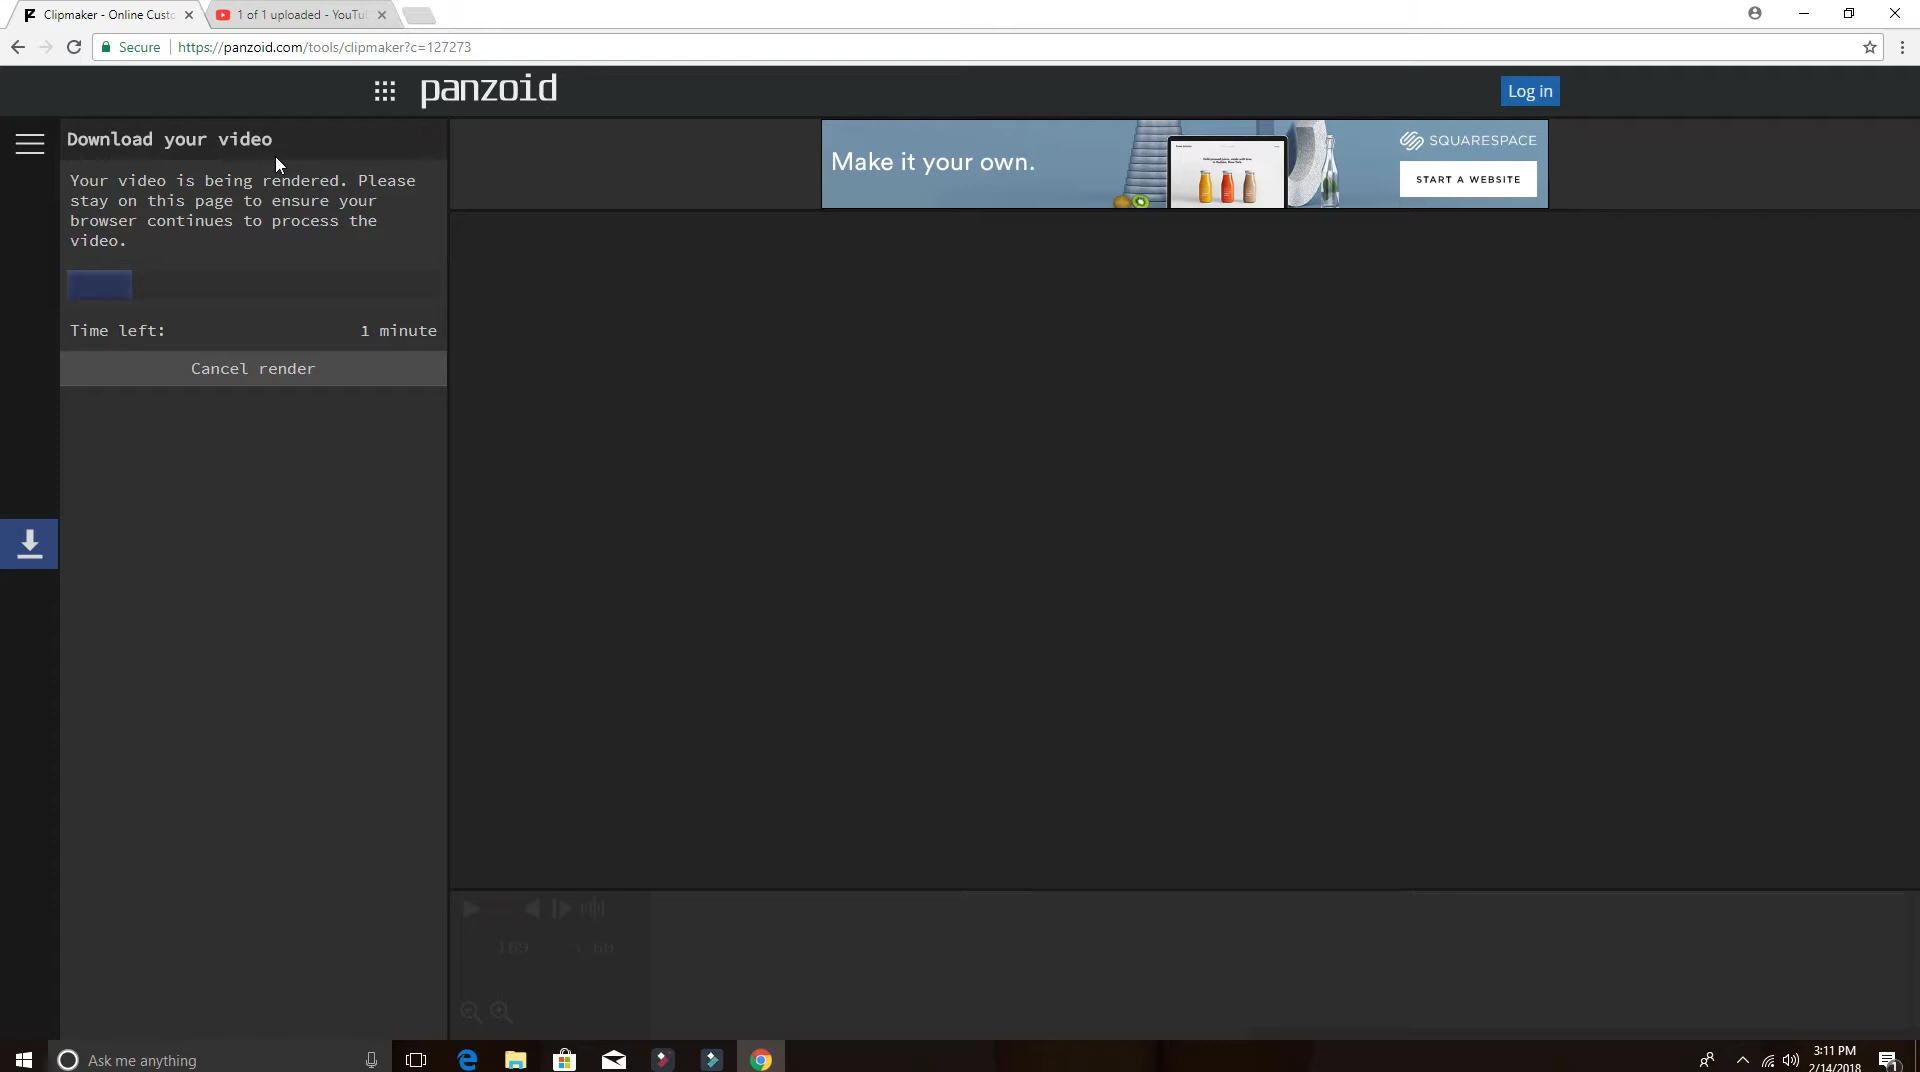 Clipmaker - Online Custo
1 of 1 uploaded - YouTu
Secure
https://panzoid.com/tools/clipmaker?c=127273
panzoid
Log in
Download your video
Your video is being rendered. Please
stay on this page to ensure your
browser continues to process the
video.
Time left: 1 minute
Cancel render
Make it your own.
SQUARESPACE
START A WEBSITE
169
Ask me anything
3:11 PM
2/14/2018
1